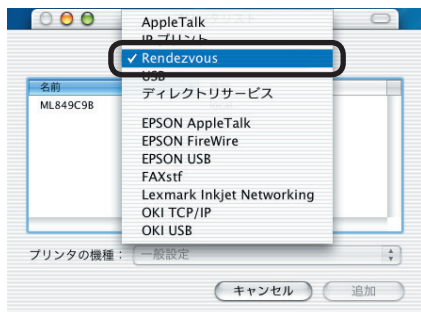 AppleTalk
IP プリント
✓ Rendezvous
USB
ディレクトリサービス
EPSON AppleTalk
EPSON FireWire
EPSON USB
FAXstf
Lexmark Inkjet Networking
OKI TCP/IP
OKI USB
名前
ML849C9B
プリンタの機種： 一般設定
キャンセル 追加